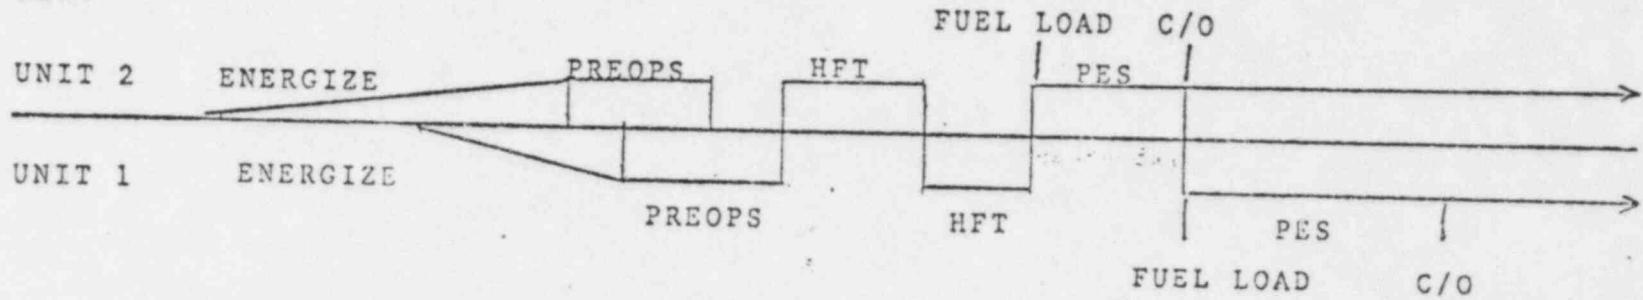 FUEL LOAD C/O
UNIT 2 ENERGIZE PREOPS HFT PES
UNIT 1 ENERGIZE
PREOPS HFT PES
FUEL LOAD C/O